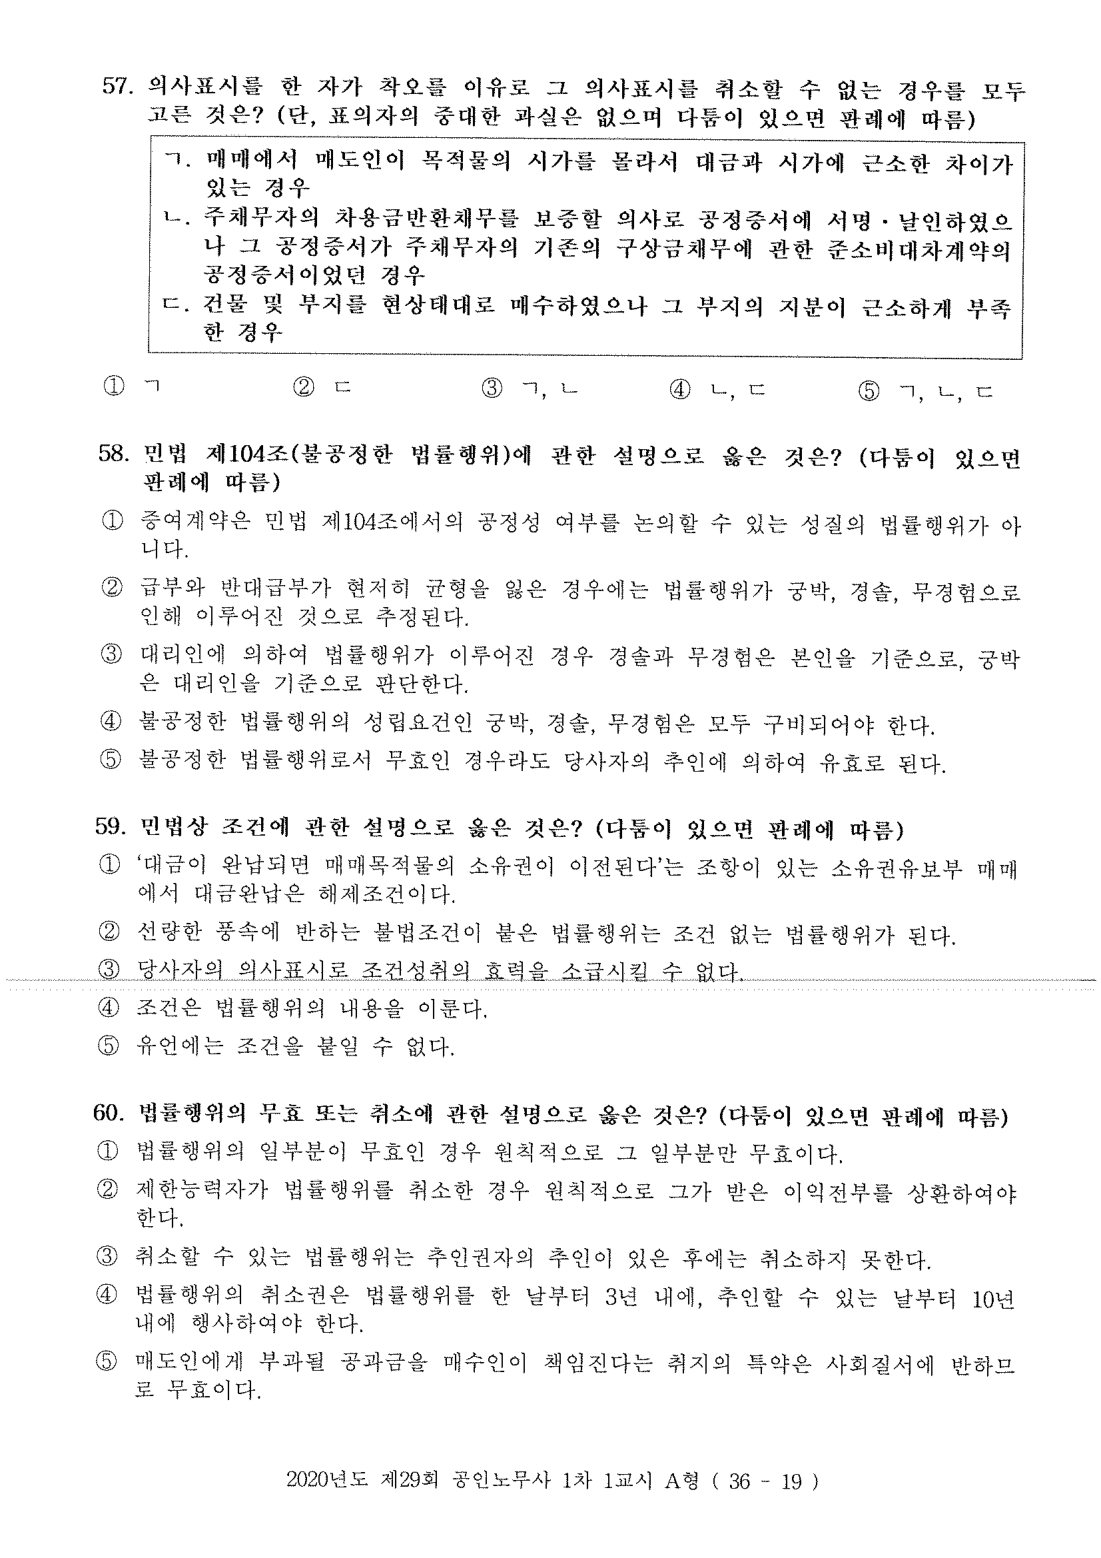 57. 의사표시를 한 자가 착오를 이유로 그 의사표시를 취소할 수 없는 경우를 모두
고른 것은? (단, 표의자의 중대한 과실은 없으며 다툼이 있으면 판례에 따름)
ㄱ. 매매에서 매도인이 목적물의 시가를 몰라서 대금과 시가에 근소한 차이가
있는 경우
ㄴ. 주채무자의 차용금반환채무를 보증할 의사로 공정증서에 서명·날인하였으
나 그 공정증서가 주채무자의 기존의 구상금채무에 관한 준소비대차계약의
공정증서이었던 경우
ㄷ. 건물 및 부지를 현상태대로 매수하였으나 그 부지의 지분이 근소하게 부족
한 경우
① ㄱ ② ㄷ ③ ㄱ, ㄴ ④ ㄴ, ㄷ ⑤ ㄱ, ㄴ, ㄷ
58. 민법 제104조(불공정한 법률행위)에 관한 설명으로 옳은 것은? (다툼이 있으면
판례에 따름)
① 증여계약은 민법 제104조에서의 공정성 여부를 논의할 수 있는 성질의 법률행위가 아
니다.
② 급부와 반대급부가 현저히 균형을 잃은 경우에는 법률행위가 궁박, 경솔, 무경험으로
인해 이루어진 것으로 추정된다.
③ 대리인에 의하여 법률행위가 이루어진 경우 경솔과 무경험은 본인을 기준으로, 궁박
은 대리인을 기준으로 판단한다.
④ 불공정한 법률행위의 성립요건인 궁박, 경솔, 무경험은 모두 구비되어야 한다.
⑤ 불공정한 법률행위로서 무효인 경우라도 당사자의 추인에 의하여 유효로 된다.
59. 민법상 조건에 관한 설명으로 옳은 것은? (다툼이 있으면 판례에 따름)
① ‘대금이 완납되면 매매목적물의 소유권이 이전된다’는 조항이 있는 소유권유보부 매매
에서 대금완납은 해제조건이다.
② 선량한 풍속에 반하는 불법조건이 붙은 법률행위는 조건 없는 법률행위가 된다.
③ 당사자의 의사표시로 조건성취의 효력을 소급시킬 수 없다.
④ 조건은 법률행위의 내용을 이룬다.
⑤ 유언에는 조건을 붙일 수 없다.
60. 법률행위의 무효 또는 취소에 관한 설명으로 옳은 것은? (다툼이 있으면 판례에 따름)
① 법률행위의 일부분이 무효인 경우 원칙적으로 그 일부분만 무효이다.
② 제한능력자가 법률행위를 취소한 경우 원칙적으로 그가 받은 이익전부를 상환하여야
한다.
③ 취소할 수 있는 법률행위는 추인권자의 추인이 있은 후에는 취소하지 못한다.
④ 법률행위의 취소권은 법률행위를 한 날부터 3년 내에, 추인할 수 있는 날부터 10년
내에 행사하여야 한다.
⑤ 매도인에게 부과될 공과금을 매수인이 책임진다는 취지의 특약은 사회질서에 반하므
로 무효이다.
2020년도 제29회 공인노무사 1차 1교시 A형 ( 36 - 19 )